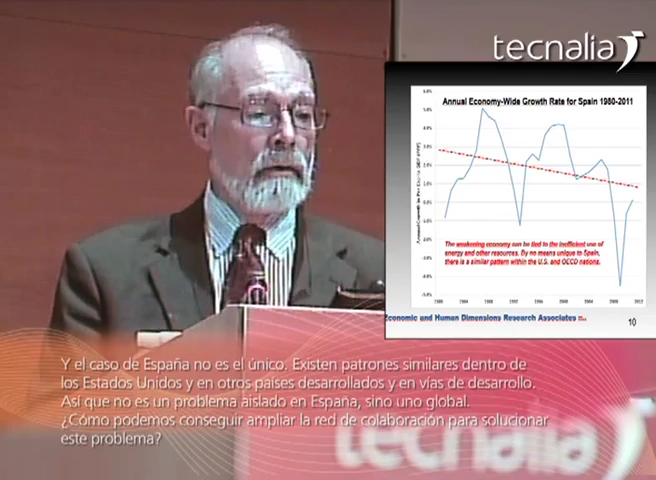 tecnalia
Annual Economy-Wide Growth Rate for Spain 1980-2011
The weakening economy can be tied to the inefficient use of
energy and other resources. By no means unique to Spain,
there is a similar pattern within the U.S. and OECD nations.
Economic and Human Dimensions Research Associates
10
Y el caso de España no es el único. Existen patrones similares dentro de
los Estados Unidos y en otros países desarrollados y en vías de desarrollo.
Así que no es un problema aislado en España, sino uno global.
¿Cómo podemos conseguir ampliar la red de colaboración para solucionar
este problema?
tecnalia